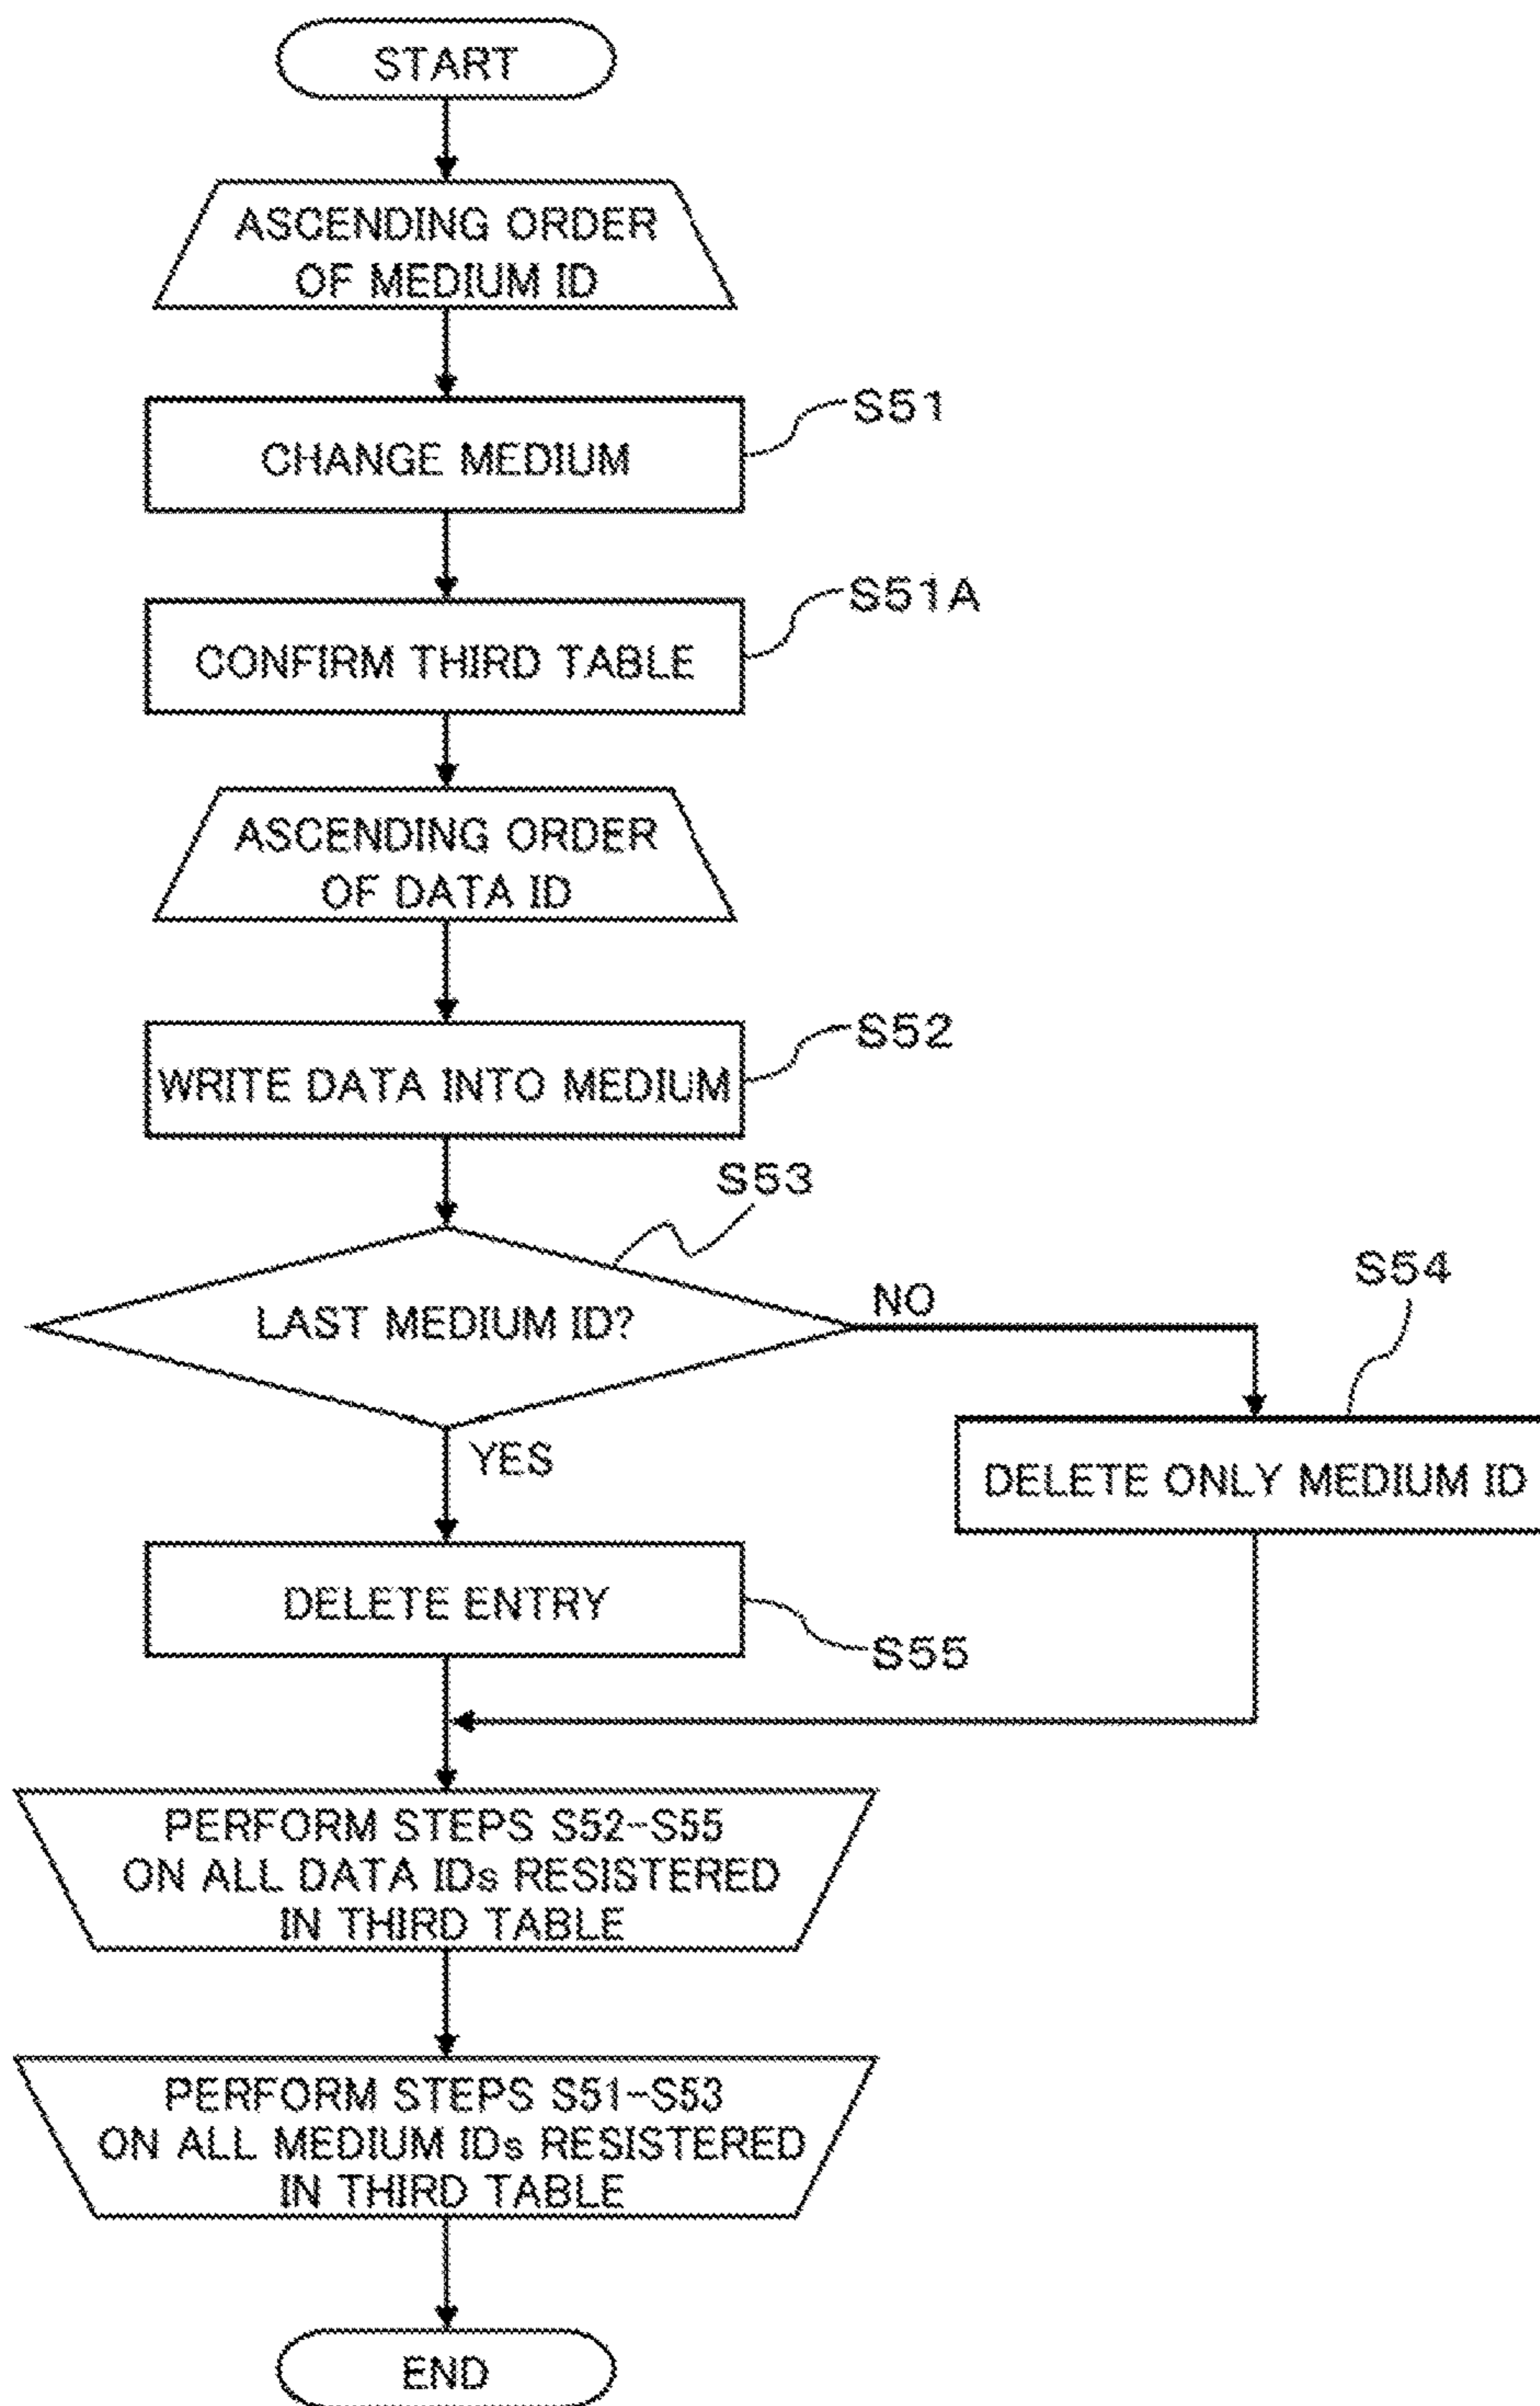 START
ASCENDING ORDER
OF MEDIUM ID
S51
CHANGE MEDIUM
S51A
CONFIRM THIRD TABLE
ASCENDING ORDER
OF DATA ID
S52
WRITE DATA INTO MEDIUM
S53
LAST MEDIUM ID?
NO
S54
YES
DELETE ONLY MEDIUM ID
DELETE ENTRY
S55
PERFORM STEPS S52-S55
ON ALL DATA IDs RESISTERED
IN THIRD TABLE
PERFORM STEPS S51-S53
ON ALL MEDIUM IDs RESISTERED
IN THIRD TABLE
END